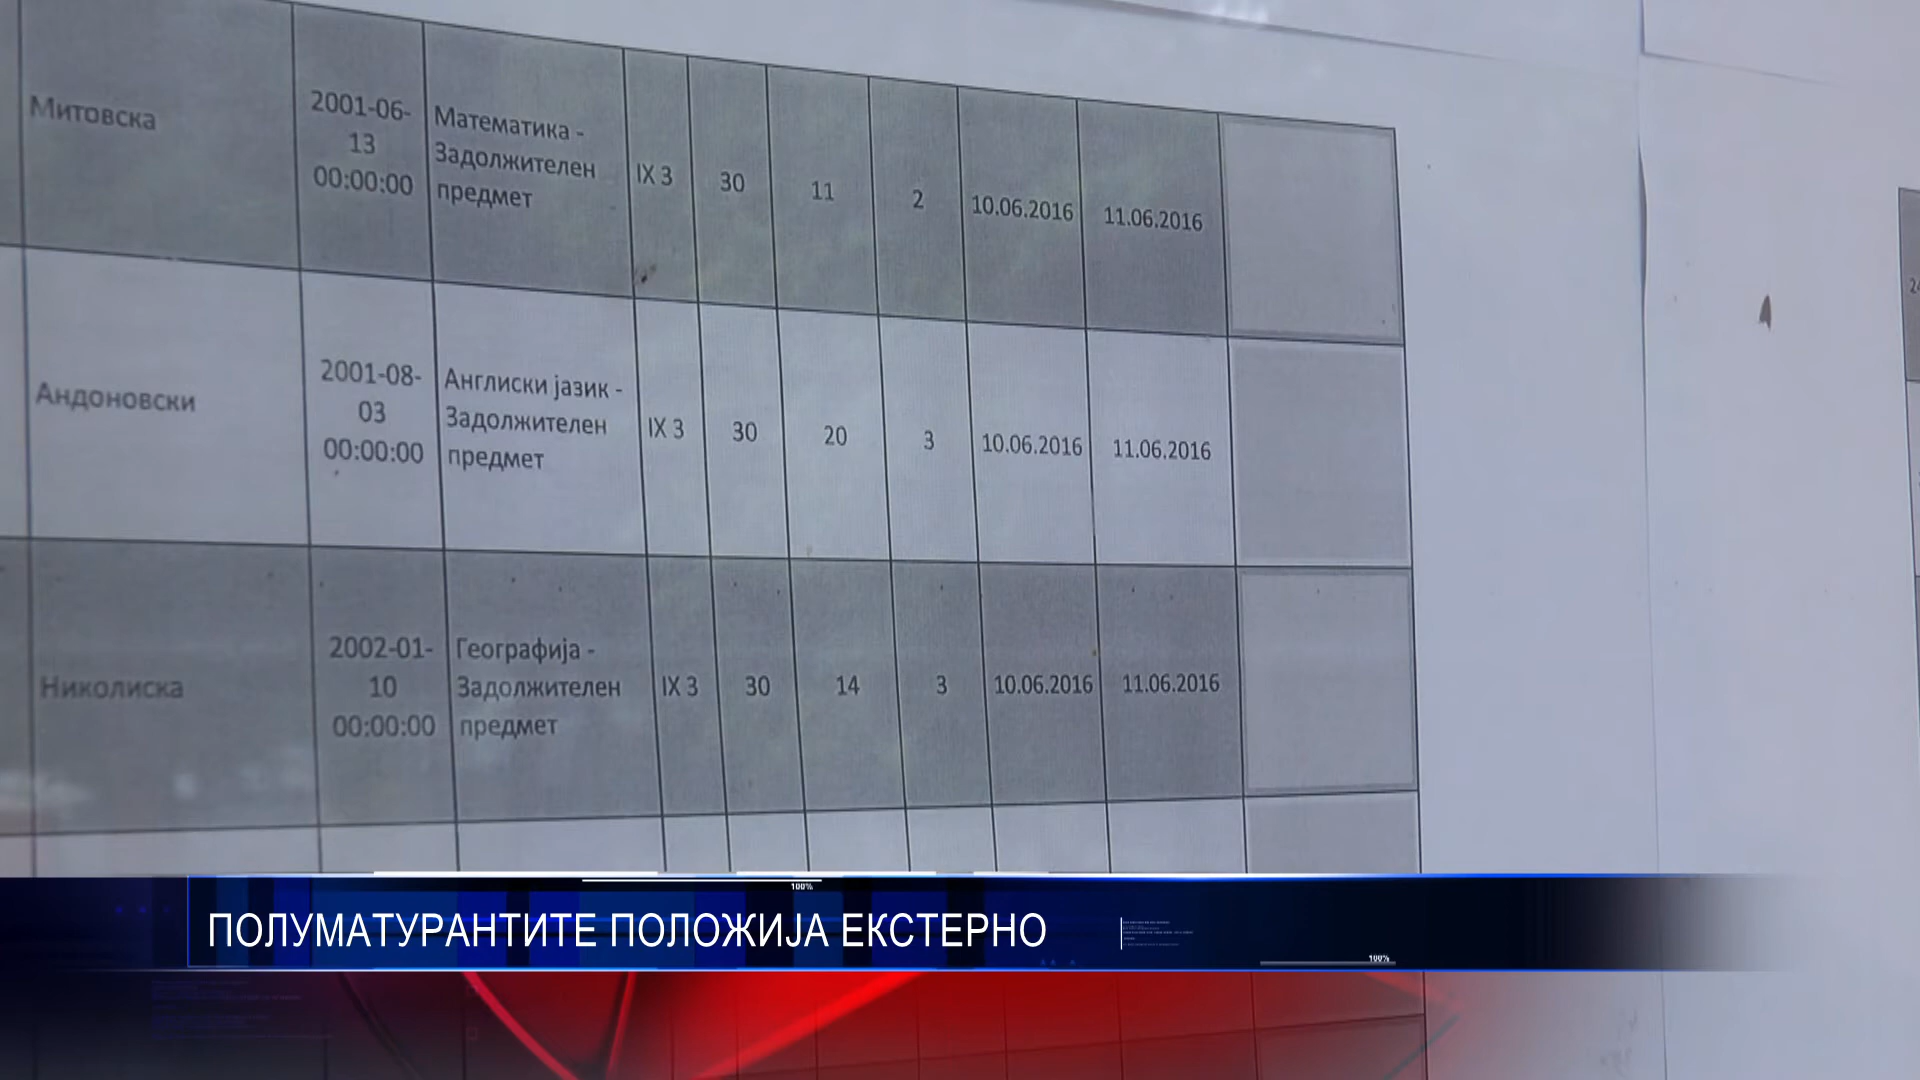 Митовска
2001-06-
13
00:00:00
Математика -
Задолжителен
предмет
IX 3
30
11
2
10.06.2016
11.06.2016
Андоновски
2001-08-
03
00:00:00
Англиски јазик -
Задолжителен
предмет
IX 3
30
20
3
10.06.2016
11.06.2016
Николиска
2002-01-
10
00:00:00
Географија -
Задолжителен
предмет
IX 3
30
14
3
10.06.2016
11.06.2016
100%
ПОЛУМАТУРАНТИТЕ ПОЛОЖИЈА ЕКСТЕРНО
100%